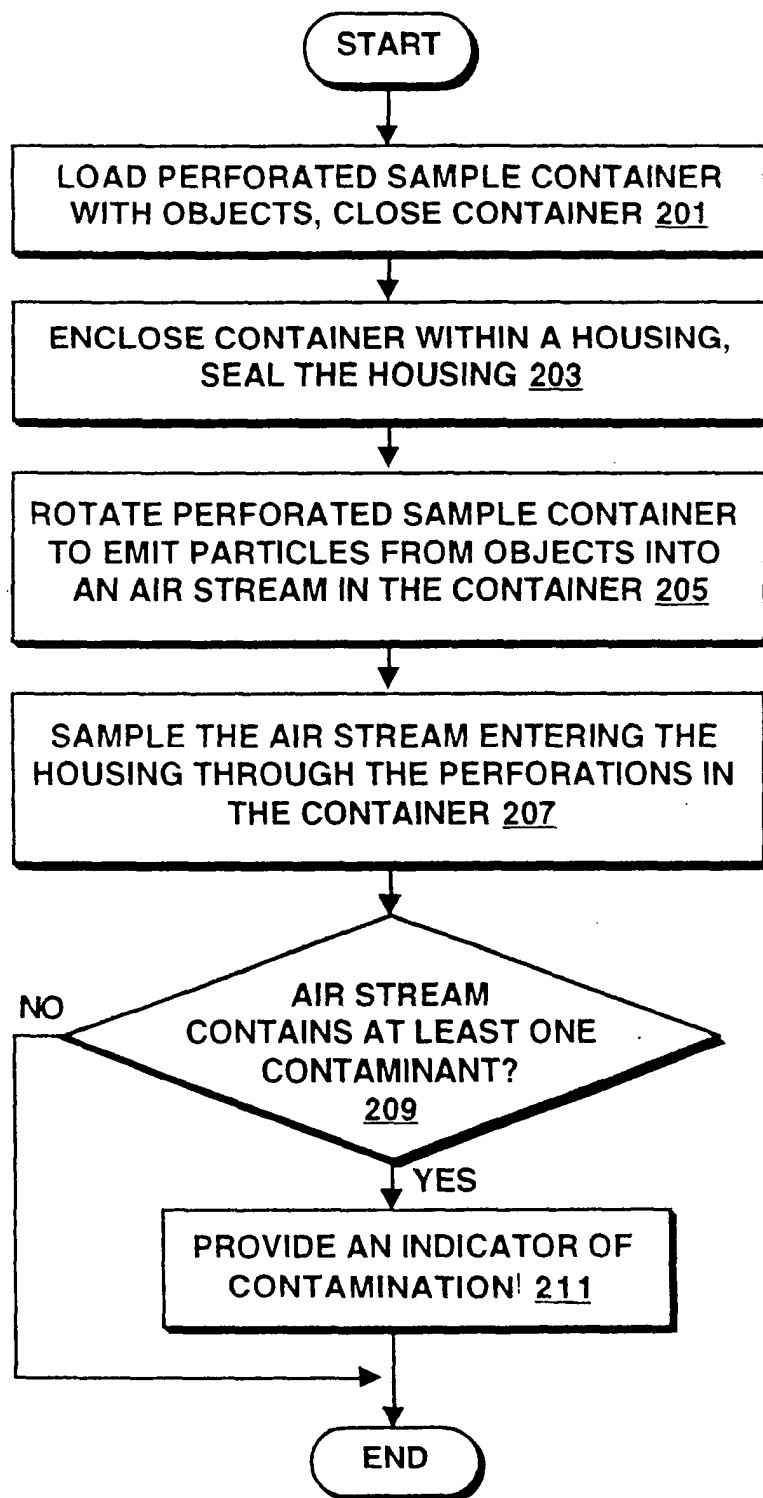 START
LOAD PERFORATED SAMPLE CONTAINER
WITH OBJECTS, CLOSE CONTAINER 201
ENCLOSE CONTAINER WITHIN A HOUSING,
SEAL THE HOUSING 203
ROTATE PERFORATED SAMPLE CONTAINER
TO EMIT PARTICLES FROM OBJECTS INTO
AN AIR STREAM IN THE CONTAINER 205
SAMPLE THE AIR STREAM ENTERING THE
HOUSING THROUGH THE PERFORATIONS IN
THE CONTAINER 207
NO
AIR STREAM
CONTAINS AT LEAST ONE
CONTAMINANT?
209
YES
PROVIDE AN INDICATOR OF
CONTAMINATION 211
END